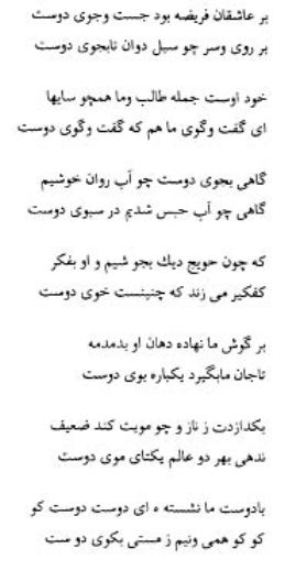 بر عاشقان فریضه بود جست وجوی دوست
بر روی وسر چو سیل دوان تابجوی دوست
خود اوست جمله طالب وما همچو سایها
ای گفت وگوی ما هم که گفت وگوی دوست
گاهی بجوی دوست چو آب روان خوشیم
گاهی چو آب حبس شدیم در سبوی دوست
که چون حویج دیك بجو شیم و او بفکر
کفکیر می زند که چنینست خوی دوست
بر گوش ما نهاده دهان او بدمدمه
تاجان مابگیرد یکباره بوی دوست
بکدازدت ز ناز و چو مویت کند ضعیف
ندهی بهر دو عالم یکتای موی دوست
بادوست ما نشسته ه ای دوست دوست کو
کو کو همی ونیم ز مستی بکوی دو ست